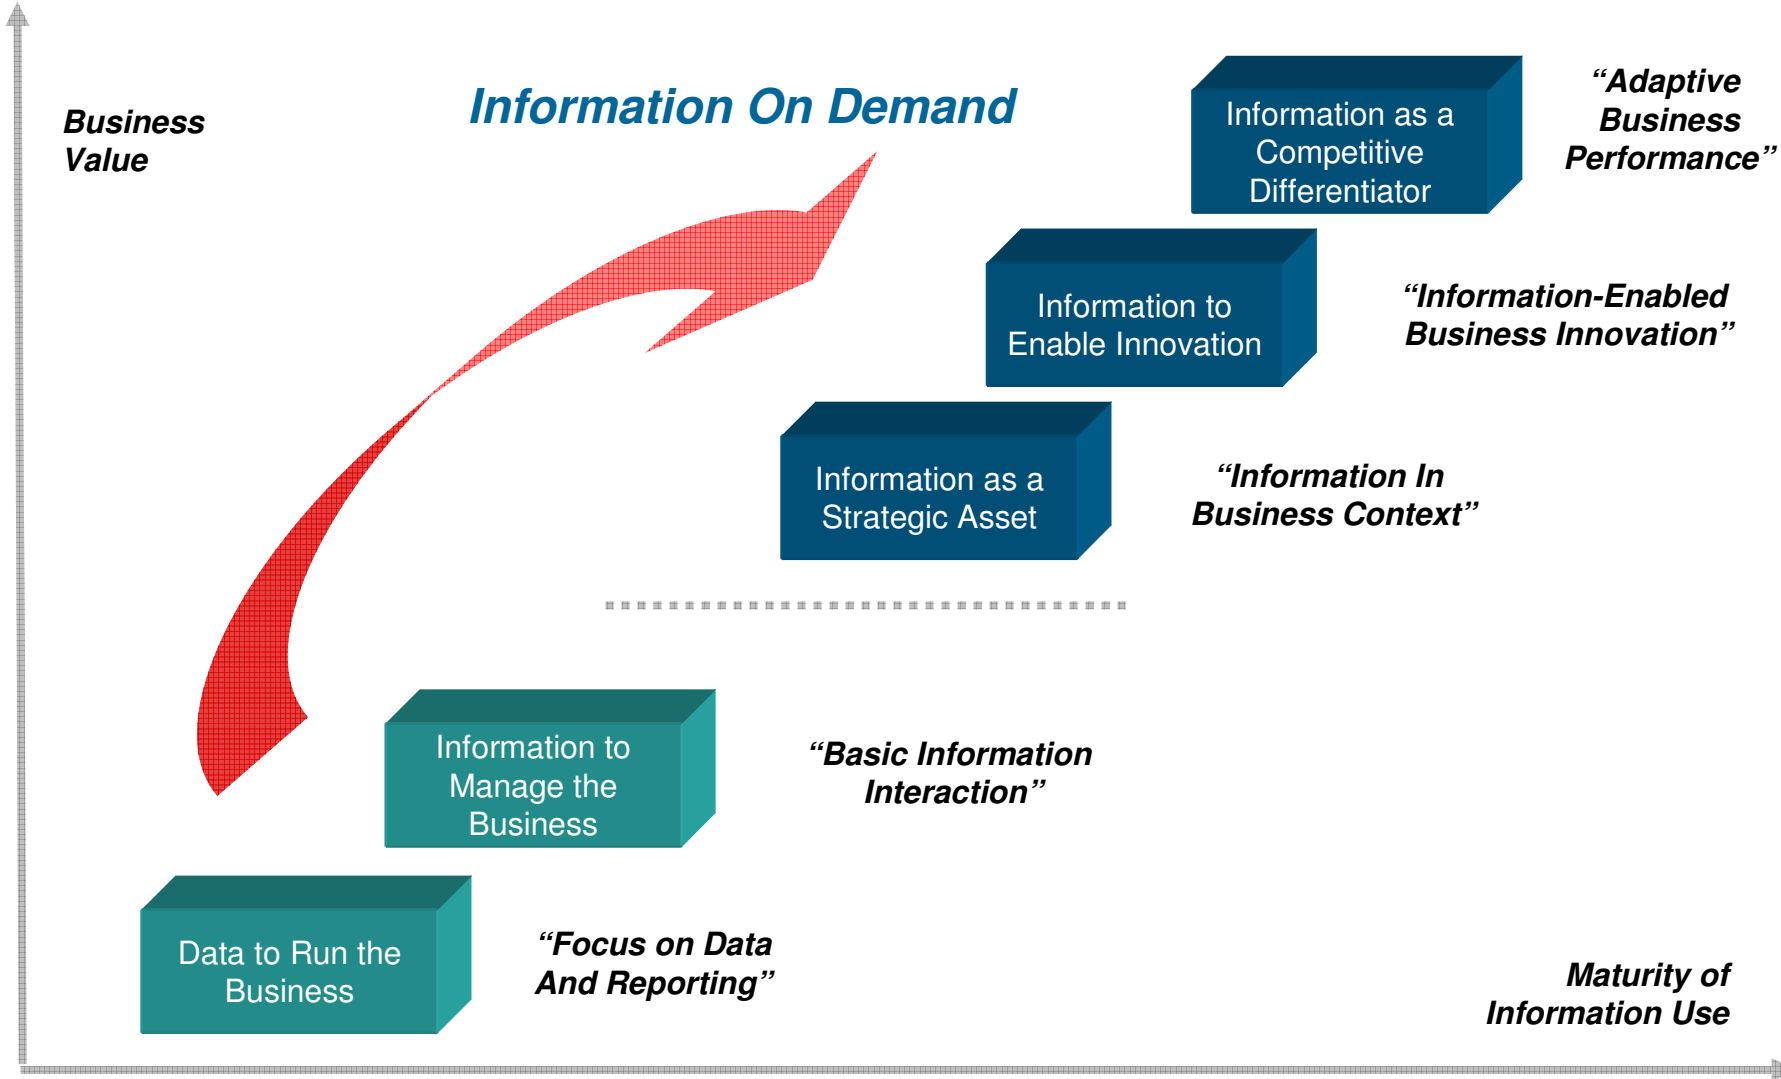 Business
Value
Information On Demand
Information as a
Competitive
Differentiator
“Adaptive
Business
Performance”
Information to
Enable Innovation
“Information-Enabled
Business Innovation”
Information as a
Strategic Asset
“Information In
Business Context”
Information to
Manage the
Business
“Basic Information
Interaction”
Data to Run the
Business
“Focus on Data
And Reporting”
Maturity of
Information Use